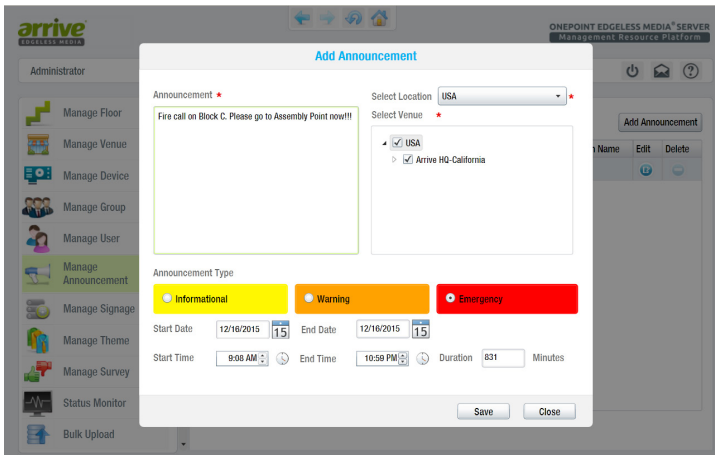 arrive
EDGELESS MEDIA
ONEPOINT EDGELESS MEDIA® SERVER
Management Resource Platform
Administrator
Add Announcement
Manage Floor
Manage Venue
Manage Device
Manage Group
Manage User
Manage
Announcement
Manage Signage
Manage Theme
Manage Survey
Status Monitor
Bulk Upload
Add Announcement
n Name Edit Delete
Announcement *
Fire call on Block C. Please go to Assembly Point now!!!
Select Location USA *
Select Venue *
USA
Arrive HQ-California
Announcement Type
Informational Warning Emergency
Start Date 12/16/2015 15 End Date 12/16/2015 15
Start Time 9:08 AM End Time 10:59 PM Duration 831 Minutes
Save Close